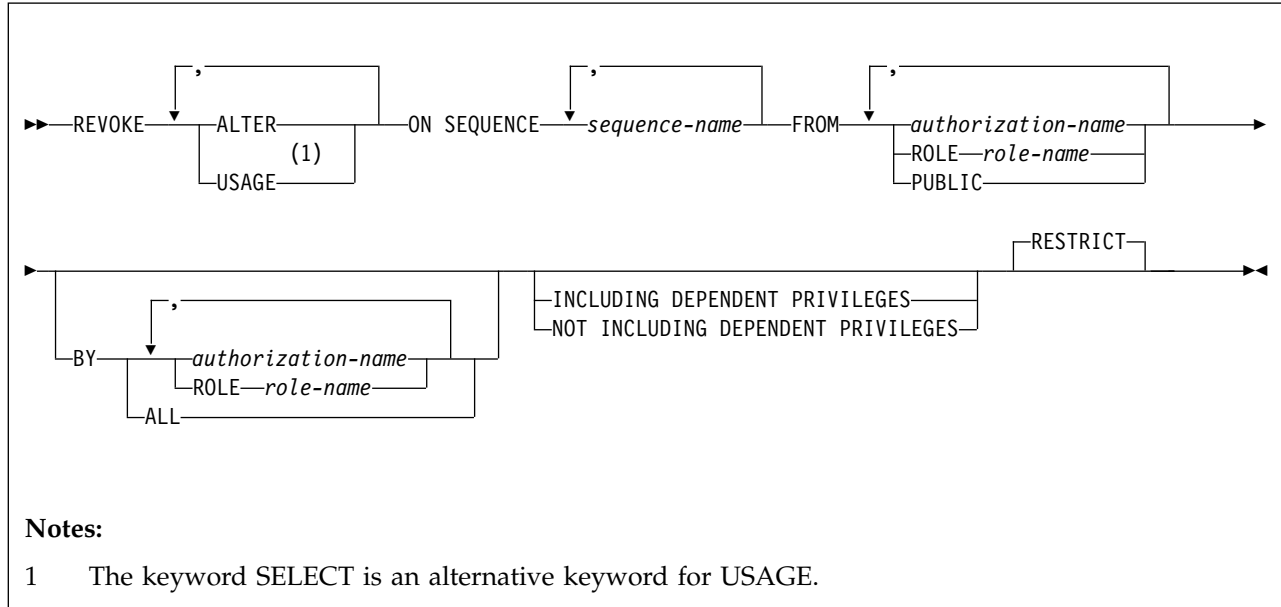 , , ,
REVOKE ALTER ON SEQUENCE sequence-name FROM authorization-name
(1) ROLE role-name
USAGE PUBLIC
RESTRICT
, INCLUDING DEPENDENT PRIVILEGES
NOT INCLUDING DEPENDENT PRIVILEGES
BY authorization-name
ROLE role-name
ALL
Notes:
1 The keyword SELECT is an alternative keyword for USAGE.